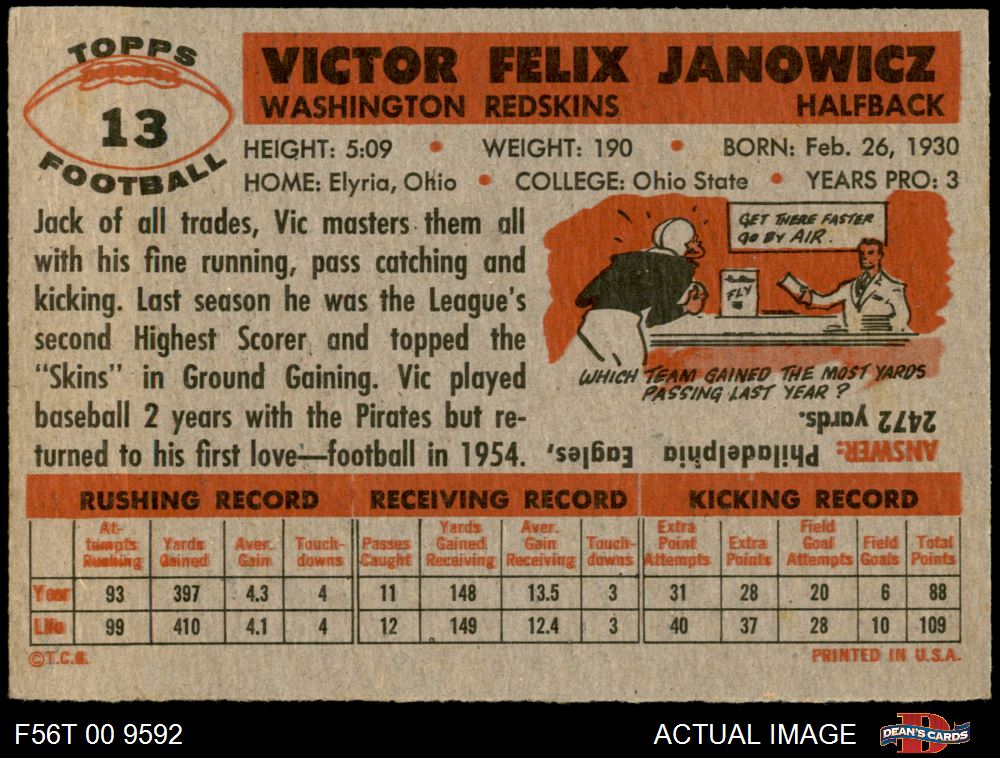 TOPPS
13
FOOTBALL
VICTOR FELIX JANOWICZ
WASHINGTON REDSKINS HALFBACK
HEIGHT: 5:09 • WEIGHT: 190 • BORN: Feb. 26, 1930
HOME: Elyria, Ohio • COLLEGE: Ohio State • YEARS PRO: 3
Jack of all trades, Vic masters them all
with his fine running, pass catching and
kicking. Last season he was the League's
second Highest Scorer and topped the
"Skins" in Ground Gaining. Vic played
baseball 2 years with the Pirates but re-
turned to his first love—football in 1954.
GET THERE FASTER
GO BY AIR.
FLY
WHICH TEAM GAINED THE MOST YARDS
PASSING LAST YEAR?
ANSWER: Philadelphia Eagles,
2472 yards.
RUSHING RECORD RECEIVING RECORD KICKING RECORD
At-tempts Rushing Yards Gained Aver. Gain Touch-downs Passes Caught Yards Gained Receiving Aver. Gain Receiving Touch-downs Extra Point Attempts Extra Points Field Goal Attempts Field Goals Total Points
Year 93 397 4.3 4 11 148 13.5 3 31 28 20 6 88
Life 99 410 4.1 4 12 149 12.4 3 40 37 28 10 109
©T.C.G. PRINTED IN U.S.A.
F56T 00 9592 ACTUAL IMAGE DEAN'S CARDS